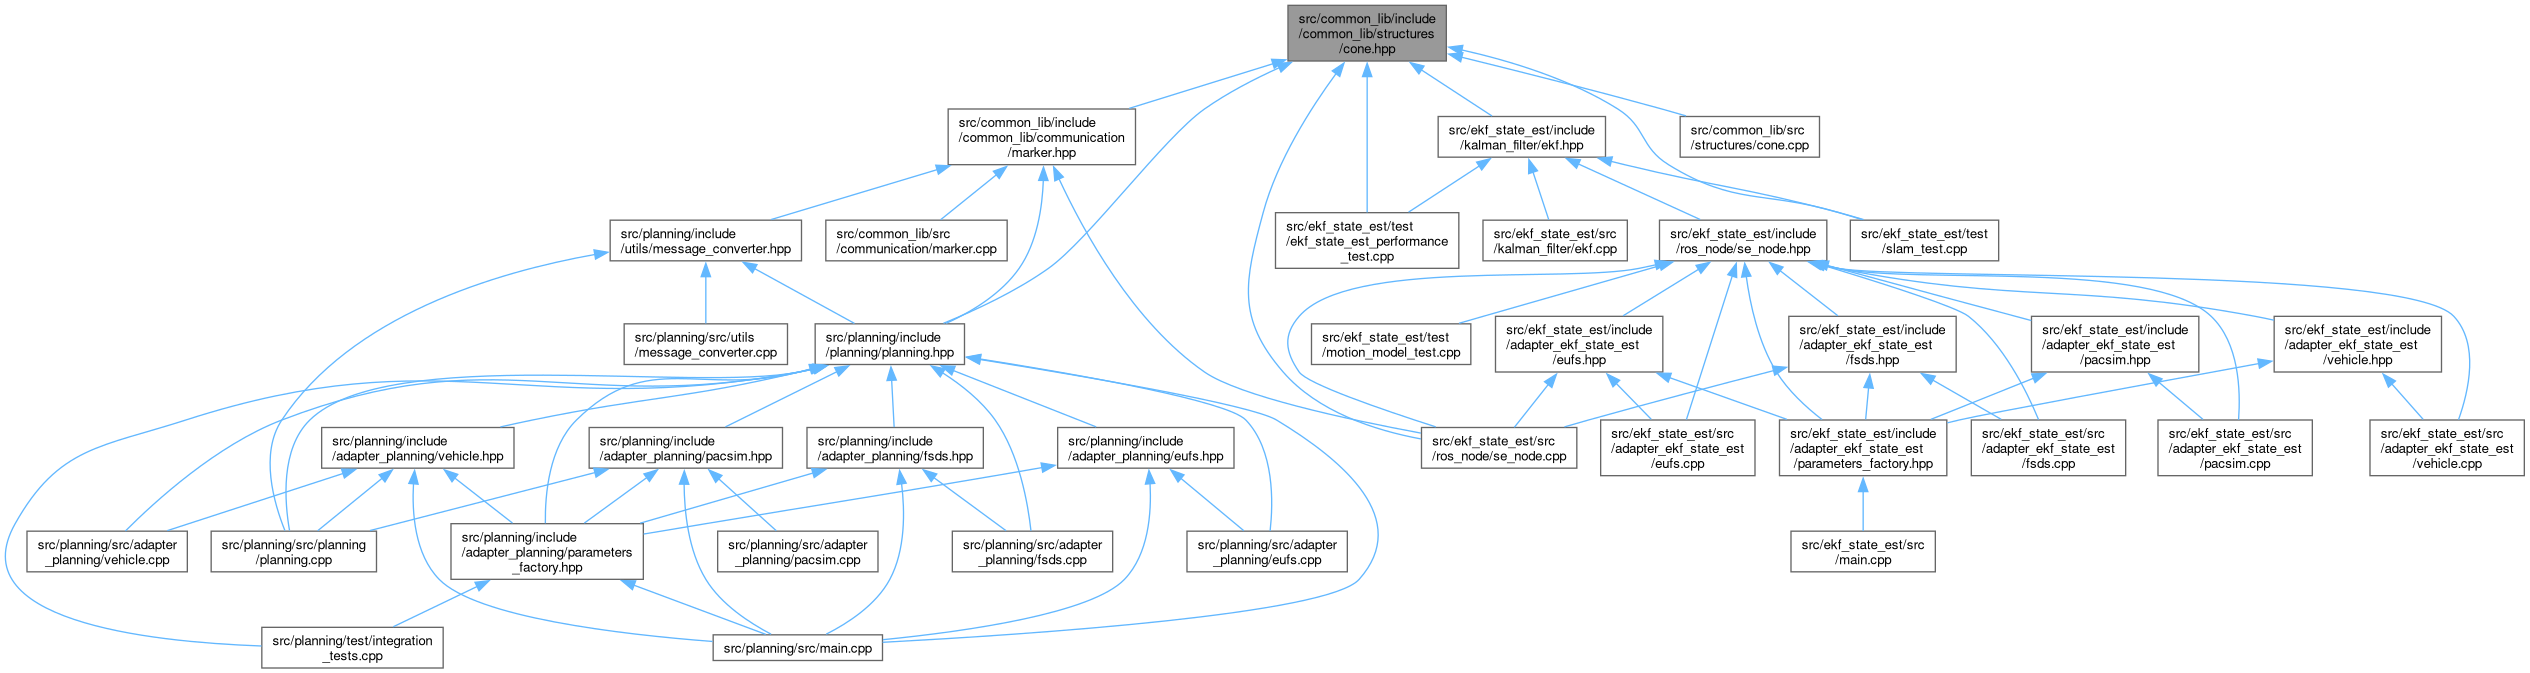 src/common_lib/include
/common_lib/structures
/cone.hpp
src/common_lib/include
/common_lib/communication
/marker.hpp
src/ekf_state_est/include
/kalman_filter/ekf.hpp
src/common_lib/src
/structures/cone.cpp
src/planning/include
/utils/message_converter.hpp
src/common_lib/src
/communication/marker.cpp
src/ekf_state_est/test
/ekf_state_est_performance
_test.cpp
src/ekf_state_est/src
/kalman_filter/ekf.cpp
src/ekf_state_est/include
/ros_node/se_node.hpp
src/ekf_state_est/test
/slam_test.cpp
src/planning/src/utils
/message_converter.cpp
src/planning/include
/planning/planning.hpp
src/ekf_state_est/test
/motion_model_test.cpp
src/ekf_state_est/include
/adapter_ekf_state_est
/eufs.hpp
src/ekf_state_est/include
/adapter_ekf_state_est
/fsds.hpp
src/ekf_state_est/include
/adapter_ekf_state_est
/pacsim.hpp
src/ekf_state_est/include
/adapter_ekf_state_est
/vehicle.hpp
src/planning/include
/adapter_planning/vehicle.hpp
src/planning/include
/adapter_planning/pacsim.hpp
src/planning/include
/adapter_planning/fsds.hpp
src/planning/include
/adapter_planning/eufs.hpp
src/ekf_state_est/src
/ros_node/se_node.cpp
src/ekf_state_est/src
/adapter_ekf_state_est
/eufs.cpp
src/ekf_state_est/include
/adapter_ekf_state_est
/parameters_factory.hpp
src/ekf_state_est/src
/adapter_ekf_state_est
/fsds.cpp
src/ekf_state_est/src
/adapter_ekf_state_est
/pacsim.cpp
src/ekf_state_est/src
/adapter_ekf_state_est
/vehicle.cpp
src/planning/src/adapter
_planning/vehicle.cpp
src/planning/src/planning
/planning.cpp
src/planning/include
/adapter_planning/parameters
_factory.hpp
src/planning/src/adapter
_planning/pacsim.cpp
src/planning/src/adapter
_planning/fsds.cpp
src/planning/src/adapter
_planning/eufs.cpp
src/ekf_state_est/src
/main.cpp
src/planning/test/integration
_tests.cpp
src/planning/src/main.cpp